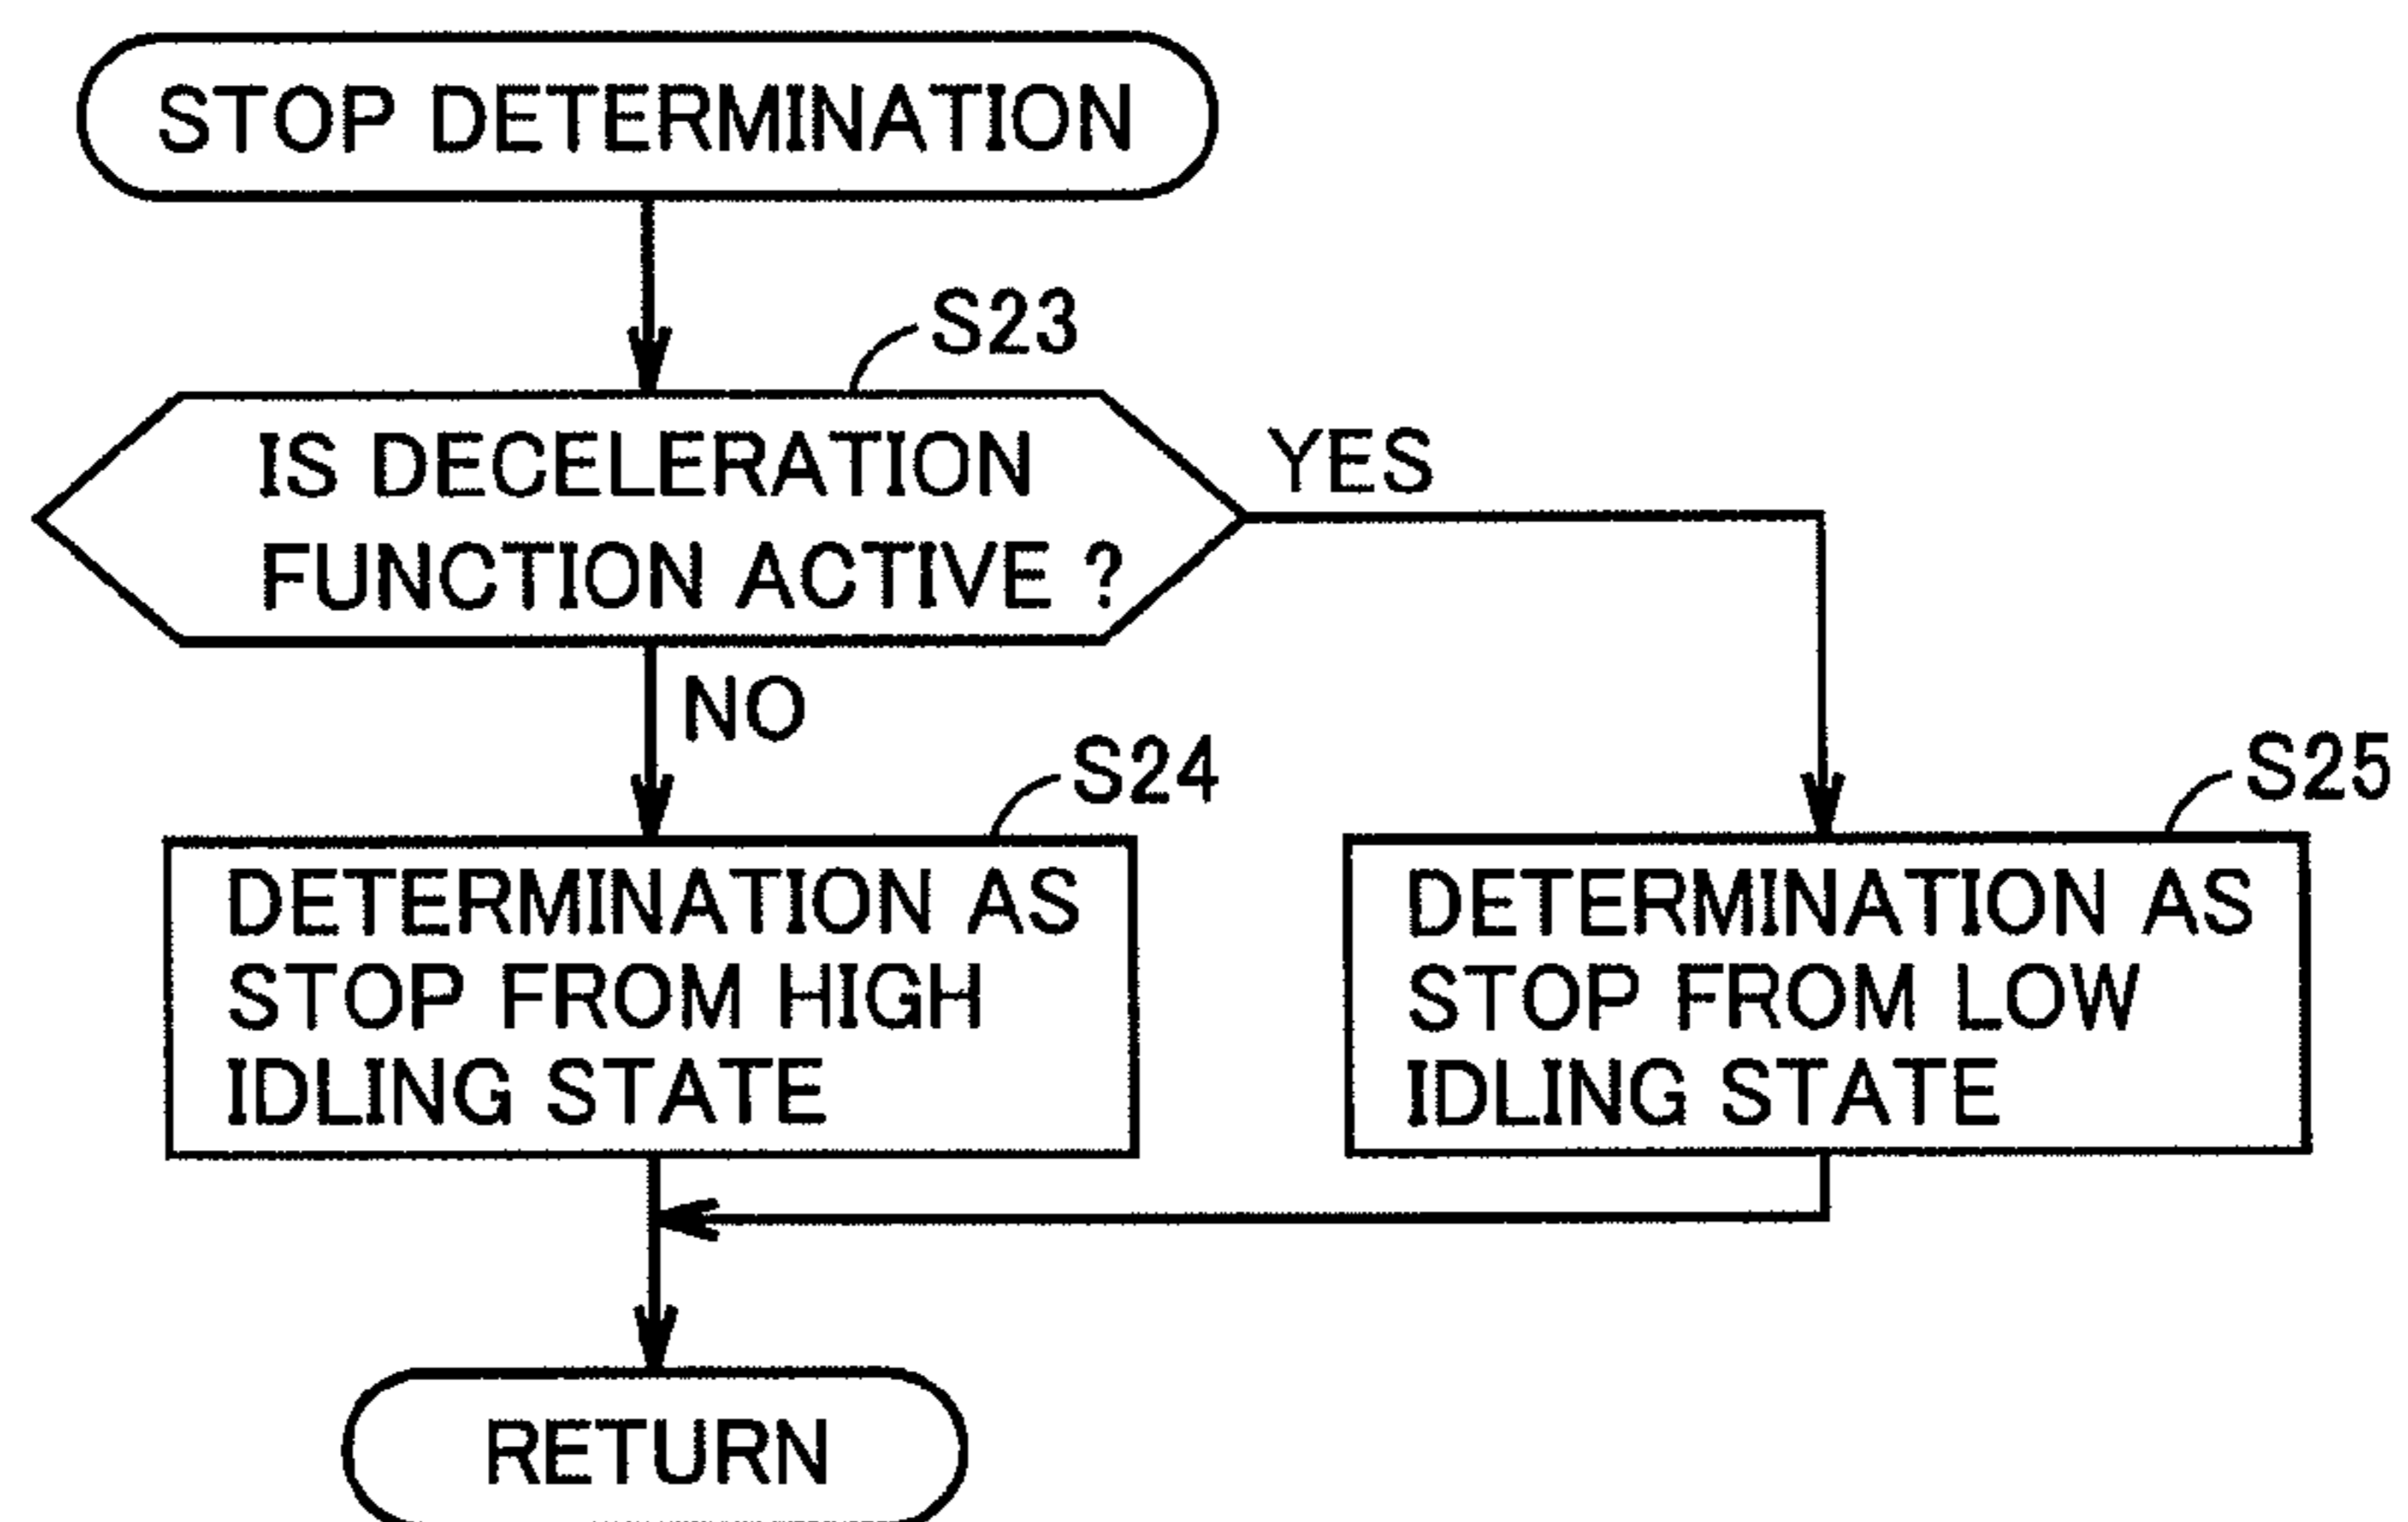 STOP DETERMINATION
S23
IS DECELERATION
FUNCTION ACTIVE ?
YES
NO
S24
DETERMINATION AS
STOP FROM HIGH
IDLING STATE
S25
DETERMINATION AS
STOP FROM LOW
IDLING STATE
RETURN